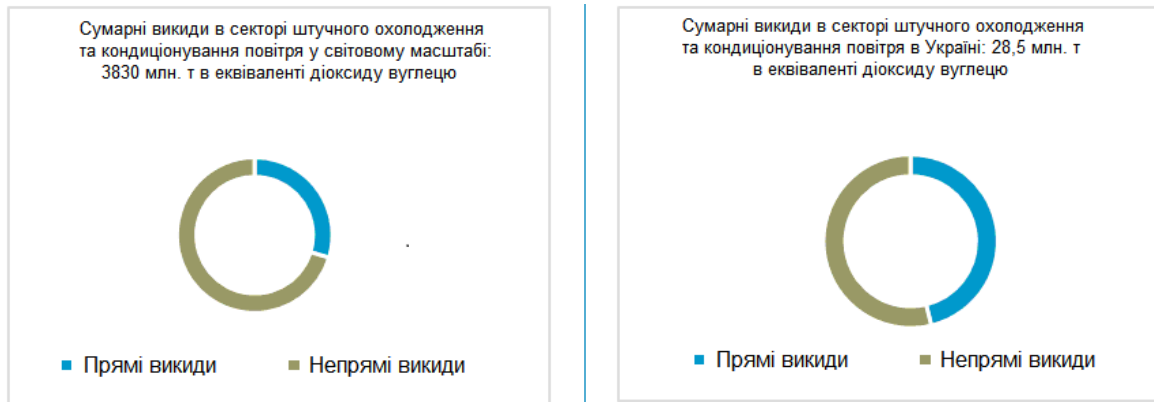 Сумарні викиди в секторі штучного охолодження
та кондиціонування повітря у світовому масштабі:
3830 млн. т в еквіваленті діоксиду вуглецю
Прямі викиди
Непрямі викиди
Сумарні викиди в секторі штучного охолодження
та кондиціонування повітря в Україні: 28,5 млн. т
в еквіваленті діоксиду вуглецю
Прямі викиди
Непрямі викиди